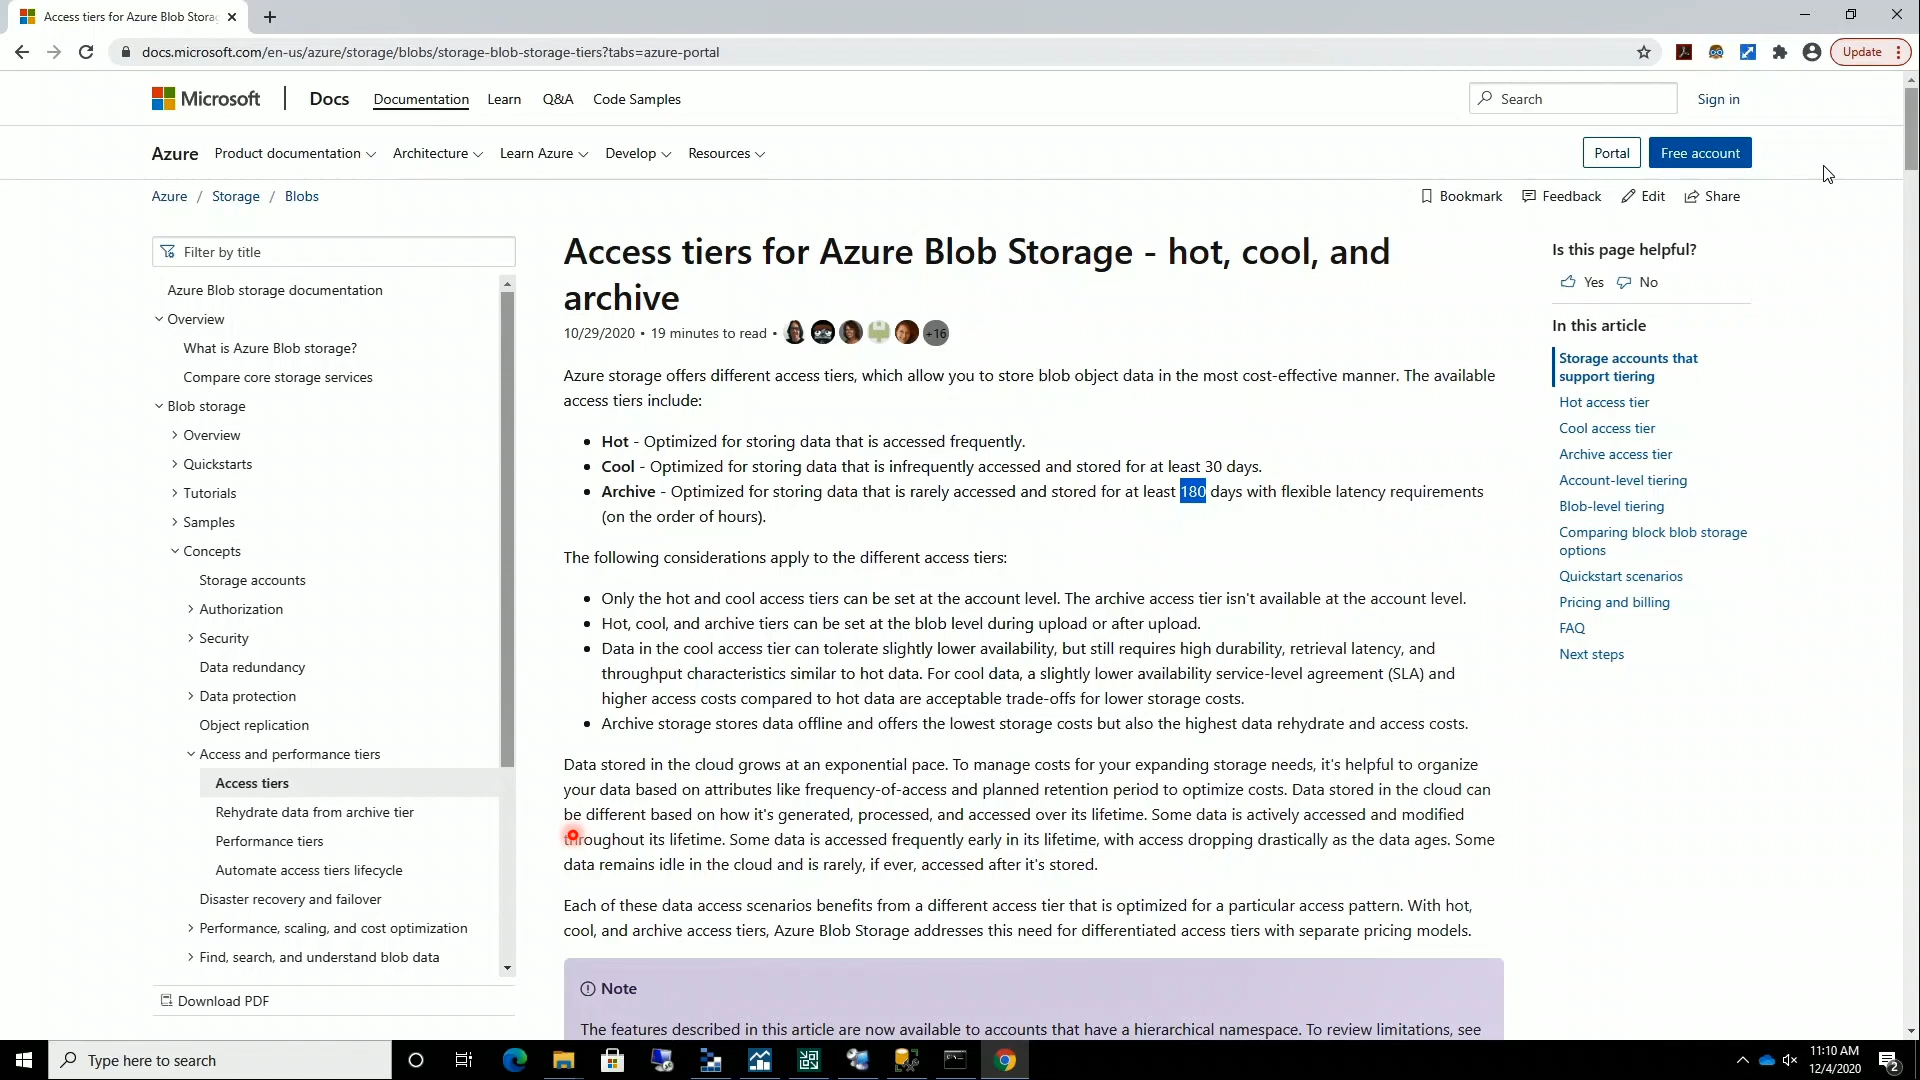 Access tiers for Azure Blob Stora
docs.microsoft.com/en-us/azure/storage/blobs/storage-blob-storage-tiers?tabs=azure-portal
Update
Microsoft
Docs
Documentation
Learn
Q&A
Code Samples
Search
Sign in
Azure
Product documentation
Architecture
Learn Azure
Develop
Resources
Portal
Free account
Azure / Storage / Blobs
Bookmark
Feedback
Edit
Share
Filter by title
Azure Blob storage documentation
Overview
What is Azure Blob storage?
Compare core storage services
Blob storage
Overview
Quickstarts
Tutorials
Samples
Concepts
Storage accounts
Authorization
Security
Data redundancy
Data protection
Object replication
Access and performance tiers
Access tiers
Rehydrate data from archive tier
Performance tiers
Automate access tiers lifecycle
Disaster recovery and failover
Performance, scaling, and cost optimization
Find, search, and understand blob data
Download PDF
Access tiers for Azure Blob Storage - hot, cool, and
archive
10/29/2020 • 19 minutes to read •
+16
Azure storage offers different access tiers, which allow you to store blob object data in the most cost-effective manner. The available
access tiers include:
• Hot - Optimized for storing data that is accessed frequently.
• Cool - Optimized for storing data that is infrequently accessed and stored for at least 30 days.
• Archive - Optimized for storing data that is rarely accessed and stored for at least 180 days with flexible latency requirements
(on the order of hours).
The following considerations apply to the different access tiers:
• Only the hot and cool access tiers can be set at the account level. The archive access tier isn't available at the account level.
• Hot, cool, and archive tiers can be set at the blob level during upload or after upload.
• Data in the cool access tier can tolerate slightly lower availability, but still requires high durability, retrieval latency, and
throughput characteristics similar to hot data. For cool data, a slightly lower availability service-level agreement (SLA) and
higher access costs compared to hot data are acceptable trade-offs for lower storage costs.
• Archive storage stores data offline and offers the lowest storage costs but also the highest data rehydrate and access costs.
Data stored in the cloud grows at an exponential pace. To manage costs for your expanding storage needs, it's helpful to organize
your data based on attributes like frequency-of-access and planned retention period to optimize costs. Data stored in the cloud can
be different based on how it's generated, processed, and accessed over its lifetime. Some data is actively accessed and modified
throughout its lifetime. Some data is accessed frequently early in its lifetime, with access dropping drastically as the data ages. Some
data remains idle in the cloud and is rarely, if ever, accessed after it's stored.
Each of these data access scenarios benefits from a different access tier that is optimized for a particular access pattern. With hot,
cool, and archive access tiers, Azure Blob Storage addresses this need for differentiated access tiers with separate pricing models.
Note
The features described in this article are now available to accounts that have a hierarchical namespace. To review limitations, see
Is this page helpful?
Yes
No
In this article
Storage accounts that
support tiering
Hot access tier
Cool access tier
Archive access tier
Account-level tiering
Blob-level tiering
Comparing block blob storage
options
Quickstart scenarios
Pricing and billing
FAQ
Next steps
Type here to search
11:10 AM
12/4/2020
2